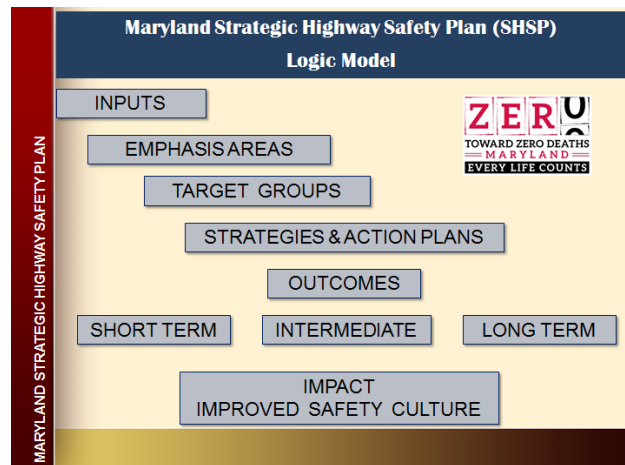 Maryland Strategic Highway Safety Plan (SHSP)
Logic Model
MARYLAND STRATEGIC HIGHWAY SAFETY PLAN
INPUTS
ZER0
TOWARD ZERO DEATHS
MARYLAND
EVERY LIFE COUNTS
EMPHASIS AREAS
TARGET GROUPS
STRATEGIES & ACTION PLANS
OUTCOMES
SHORT TERM
INTERMEDIATE
LONG TERM
IMPACT
IMPROVED SAFETY CULTURE